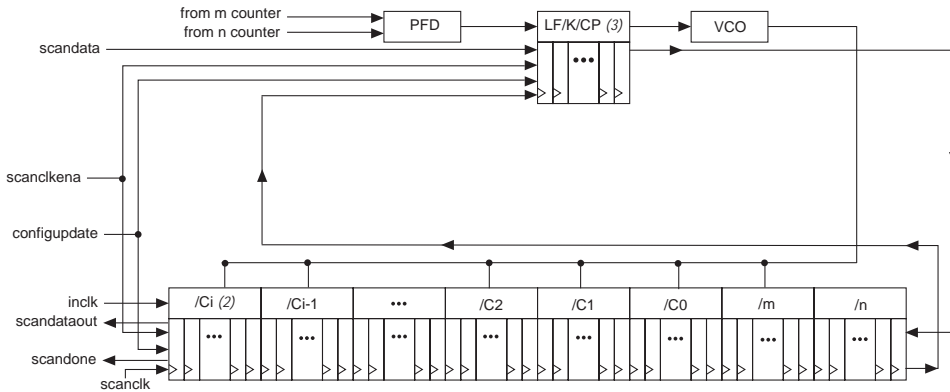 from m counter
from n counter
PFD
LF/K/CP (3)
VCO
scandata
•••
scanclkena
configupdate
inclk
/Ci (2)
/Ci-1
•••
/C2
/C1
/C0
/m
/n
scandataout
••• ••• ••• ••• ••• ••• ••• •••
scandone
scanclk